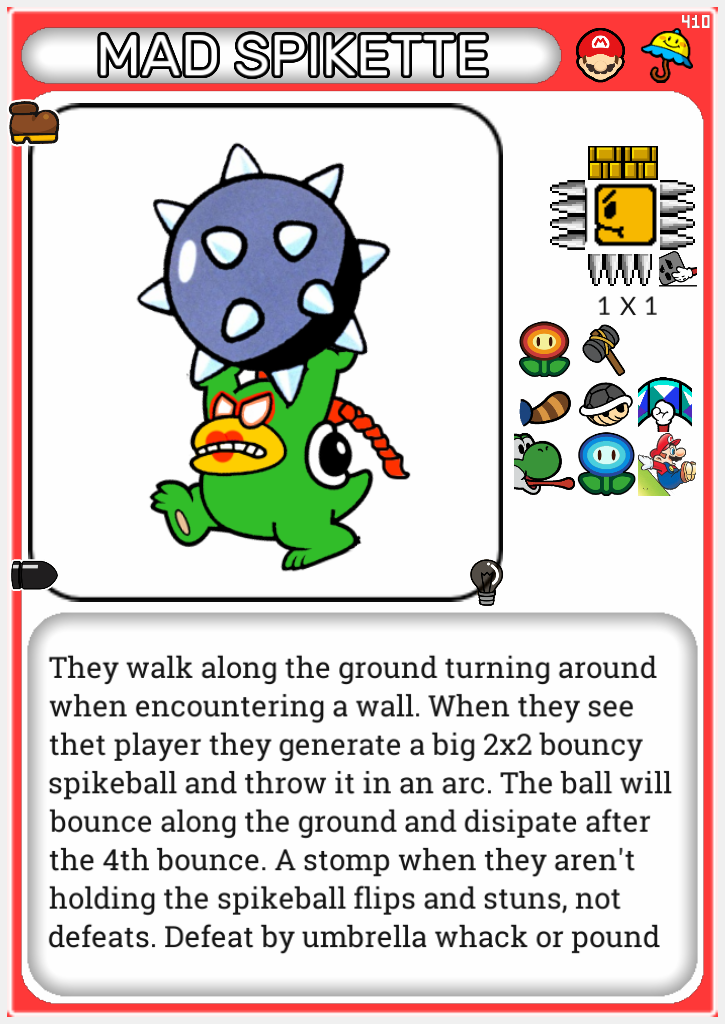 410
MAD SPIKETTE
1 X 1
They walk along the ground turning around
when encountering a wall. When they see
thet player they generate a big 2x2 bouncy
spikeball and throw it in an arc. The ball will
bounce along the ground and disipate after
the 4th bounce. A stomp when they aren't
holding the spikeball flips and stuns, not
defeats. Defeat by umbrella whack or pound